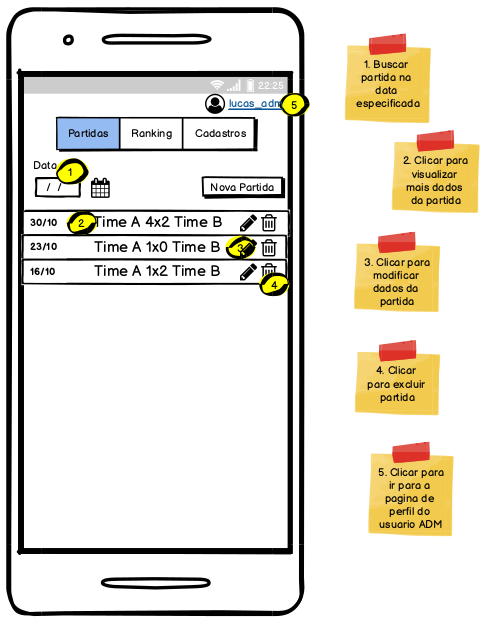 22:25
lucas_adm
5
Partidas Ranking Cadastros
Data
1
/ /
Nova Partida
30/10 2 Time A 4x2 Time B
23/10 Time A 1x0 Time B 3
16/10 Time A 1x2 Time B
4
1. Buscar
partida na
data
especificada
2. Clicar para
visualizar
mais dados
da partida
3. Clicar para
modificar
dados da
partida
4. Clicar
para excluir
partida
5. Clicar para
ir para a
pagina de
perfil do
usuario ADM